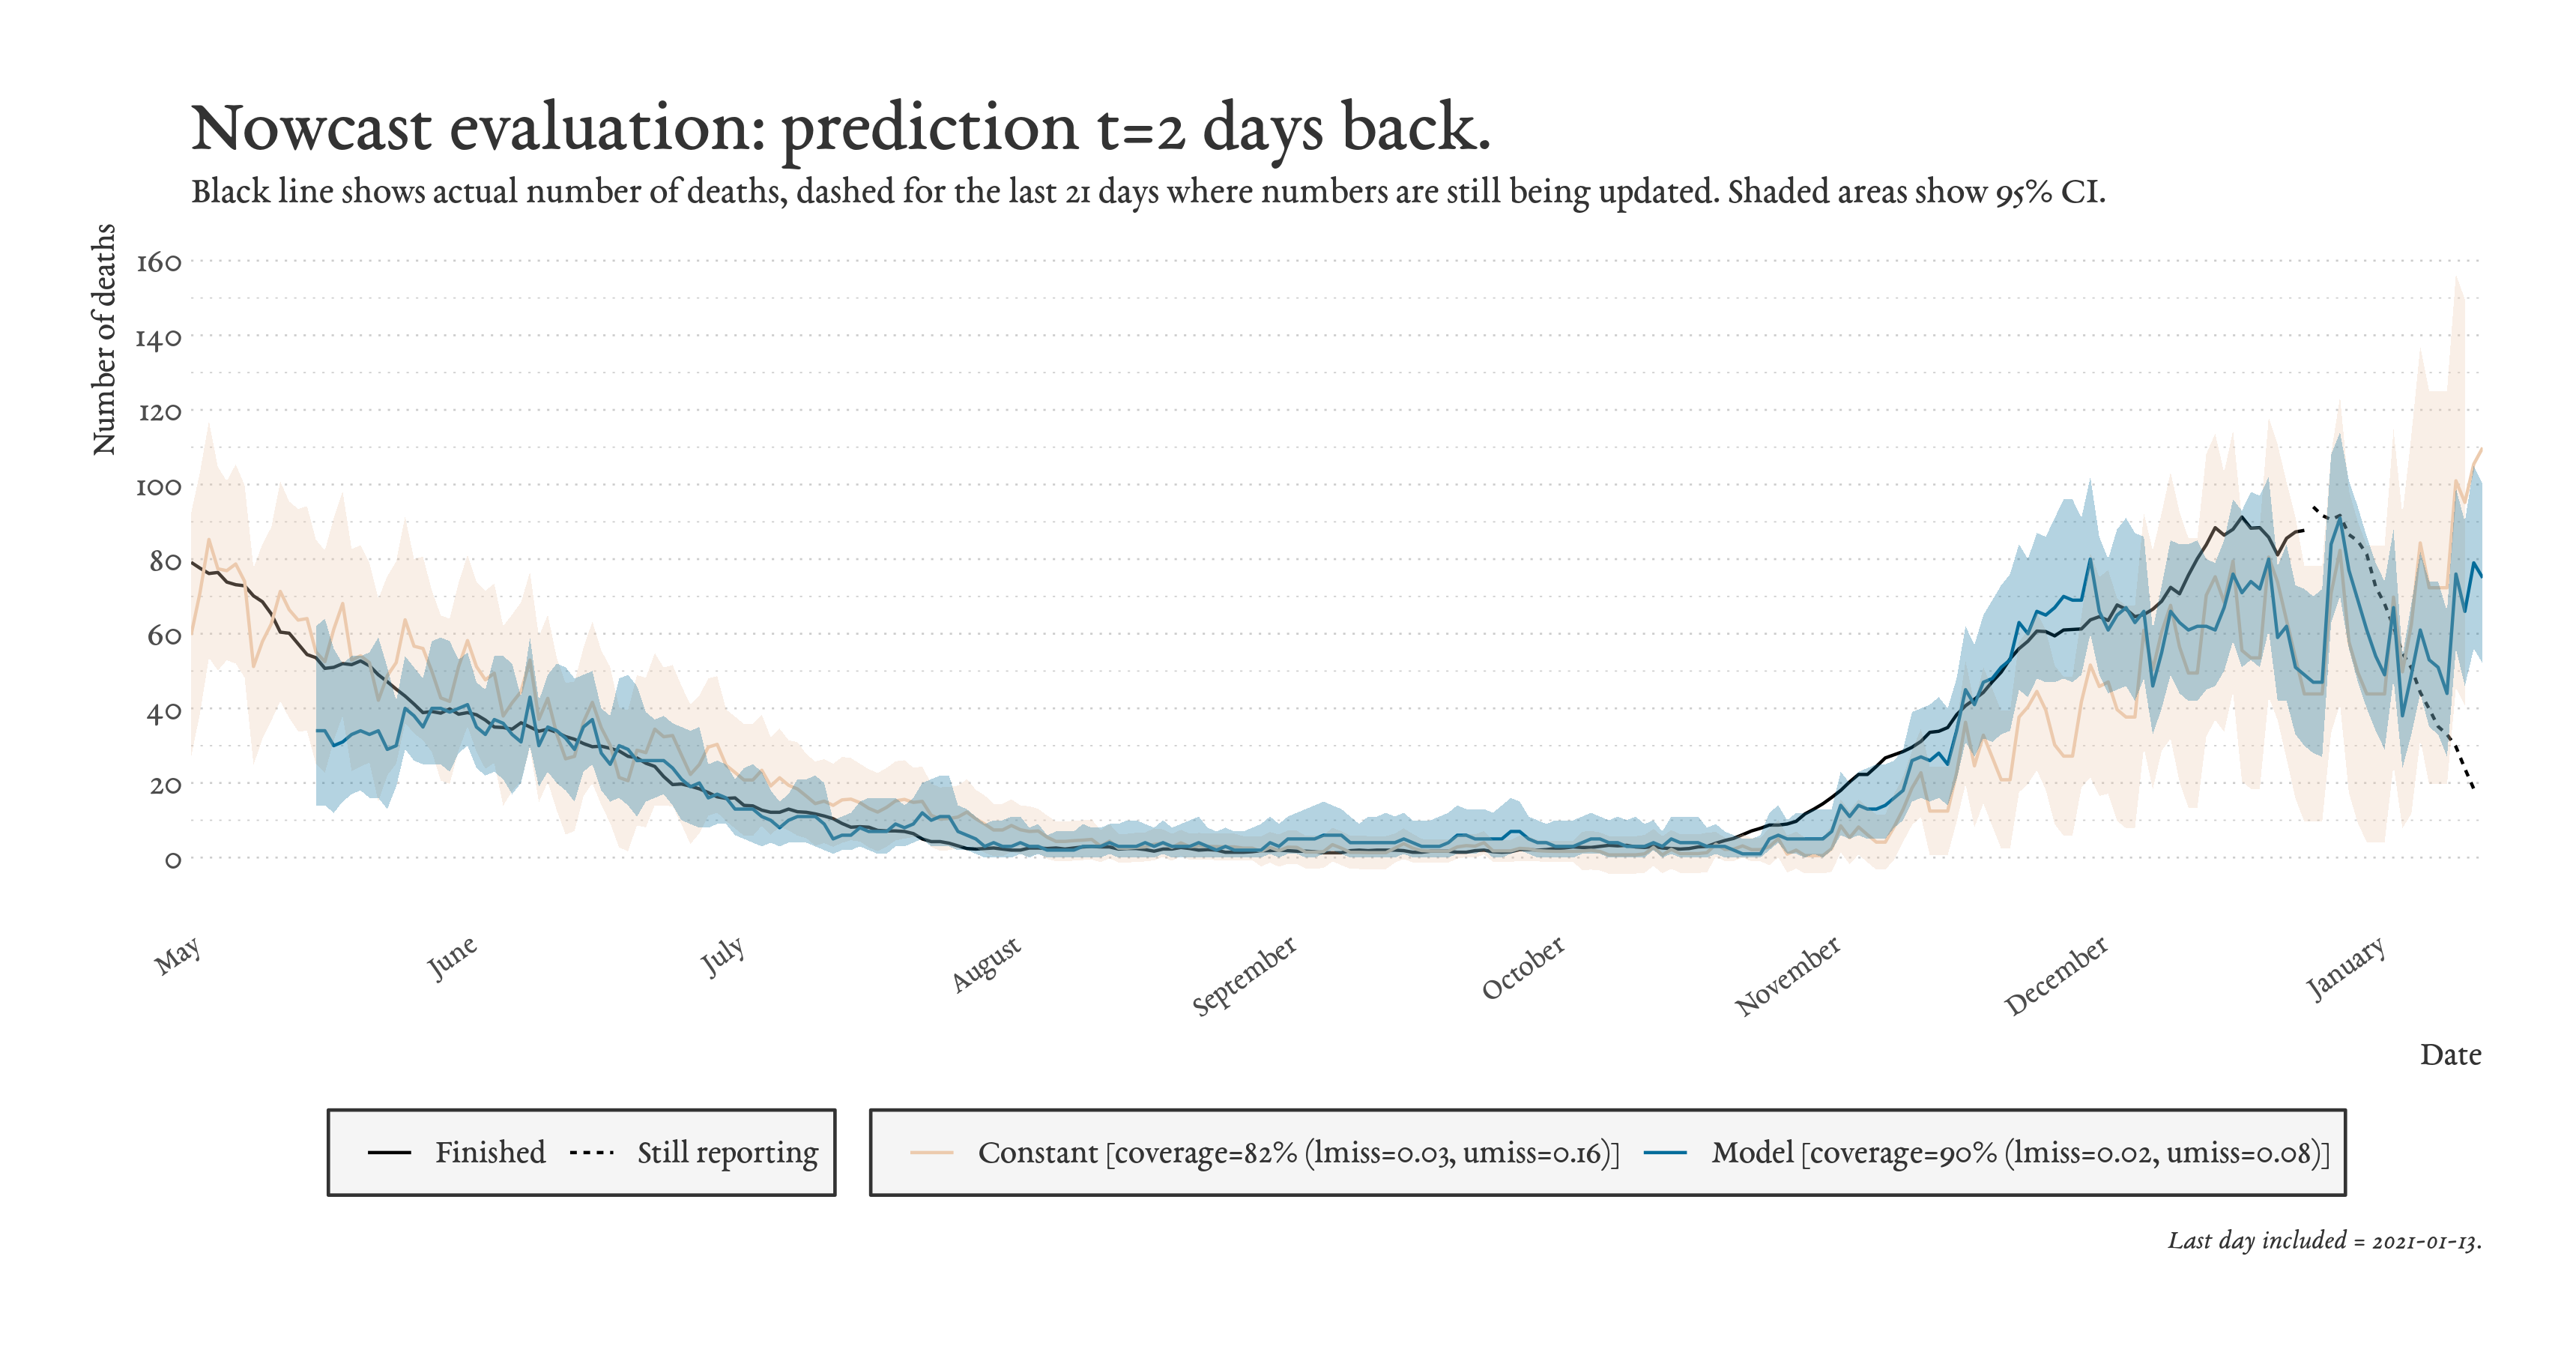 Nowcast evaluation: prediction t=2 days back.
Black line shows actual number of deaths, dashed for the last 21 days where numbers are still being updated. Shaded areas show 95% CI.
Number of deaths
160
140
120
100
80
60
40
20
0
May
June
July
August
September
October
November
December
January
Date
Finished
Still reporting
Constant [coverage=82% (lmiss=0.03, umiss=0.16)]
Model [coverage=90% (lmiss=0.02, umiss=0.08)]
Last day included = 2021-01-13.